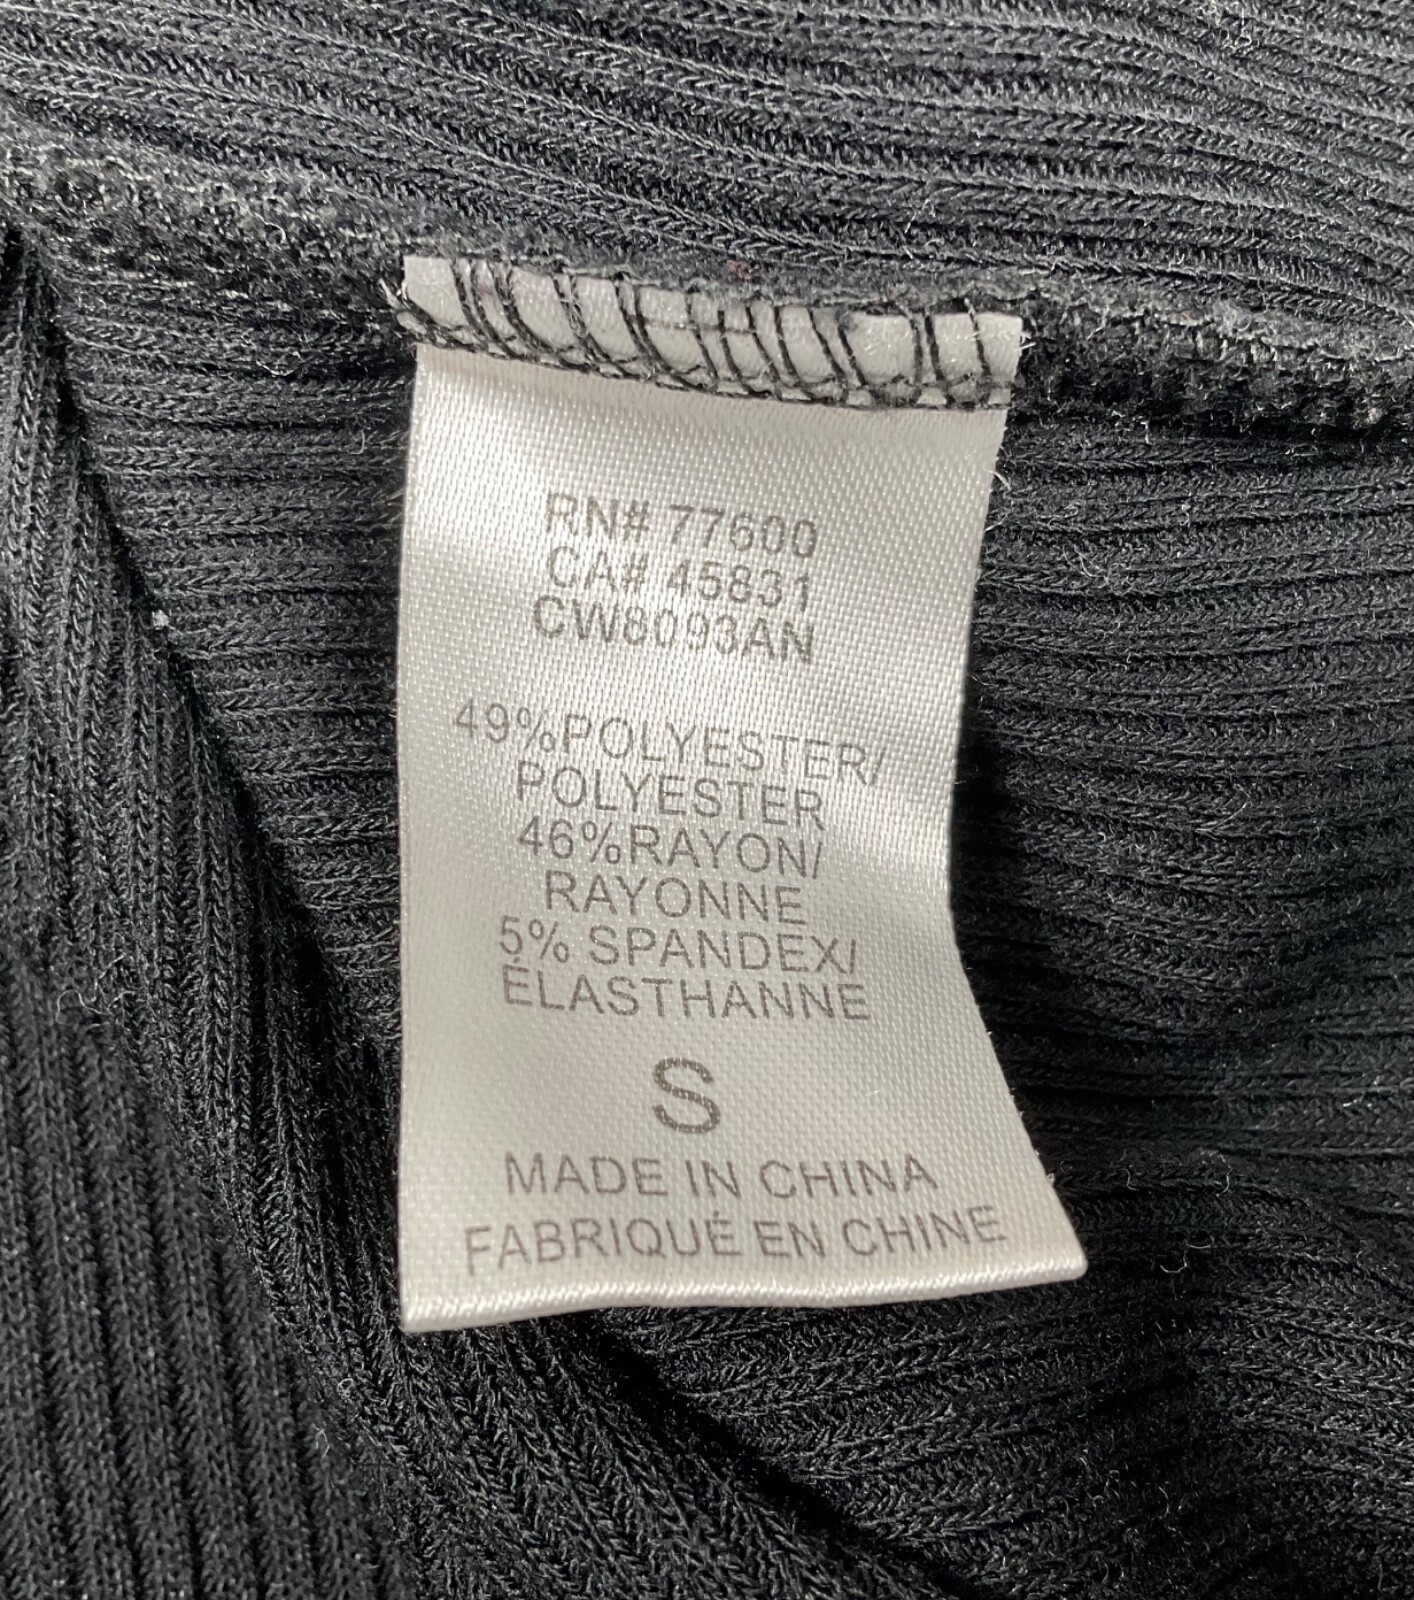 RN# 77600
CA# 45831
CW8093AN
49%POLYESTER/
POLYESTER
46%RAYON/
RAYONNE
5% SPANDEX/
ÉLASTHANNE
S
MADE IN CHINA
FABRIQUÉ EN CHINE